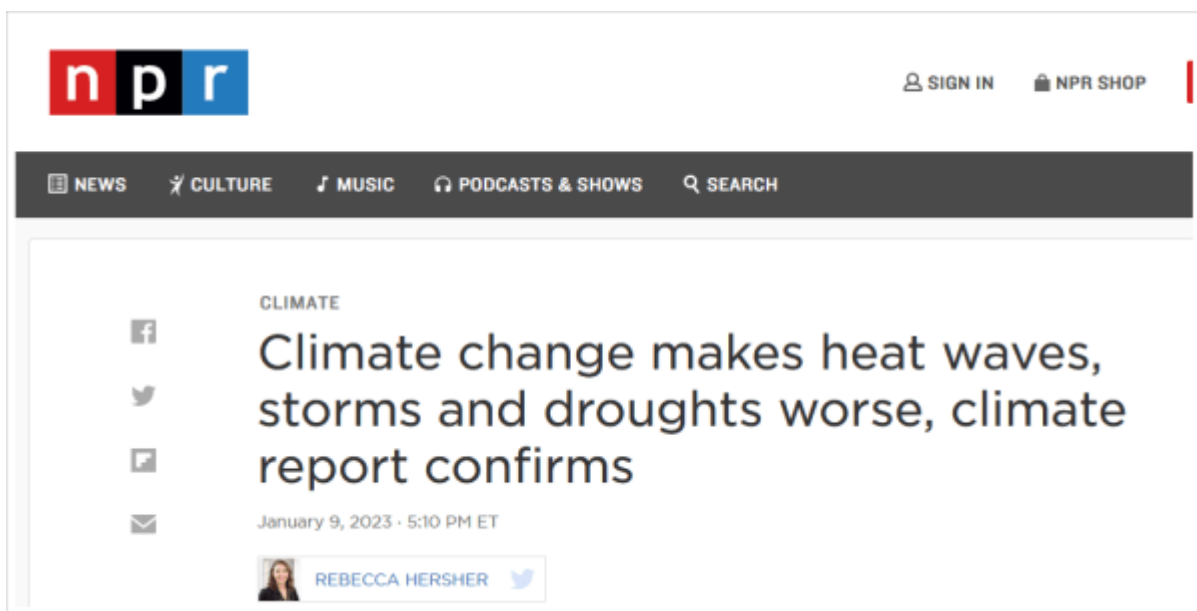 npr
SIGN IN NPR SHOP
NEWS CULTURE MUSIC PODCASTS & SHOWS SEARCH
CLIMATE
Climate change makes heat waves,
storms and droughts worse, climate
report confirms
January 9, 2023 · 5:10 PM ET
REBECCA HERSHER